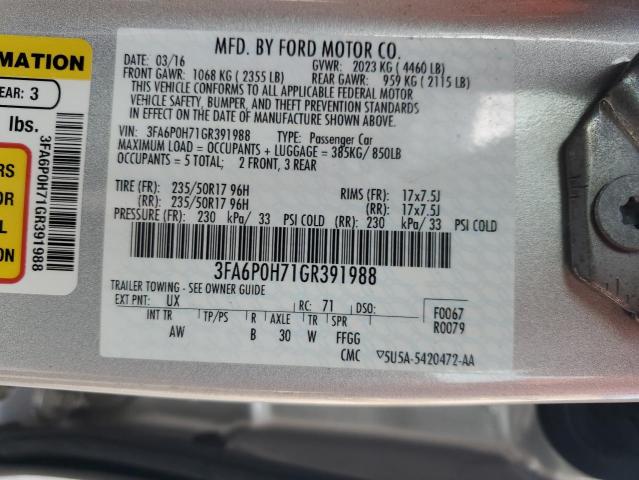 MFD. BY FORD MOTOR CO.
DATE: 03/16 GVWR: 2023 KG ( 4460 LB)
FRONT GAWR: 1068 KG ( 2355 LB) REAR GAWR: 959 KG ( 2115 LB)
THIS VEHICLE CONFORMS TO ALL APPLICABLE FEDERAL MOTOR
VEHICLE SAFETY, BUMPER, AND THEFT PREVENTION STANDARDS
IN EFFECT ON THE DATE OF MANUFACTURE SHOWN ABOVE.
VIN: 3FA6P0H71GR391988 TYPE: Passenger Car
MAXIMUM LOAD = OCCUPANTS + LUGGAGE = 385KG/ 850LB
OCCUPANTS = 5 TOTAL; 2 FRONT, 3 REAR
TIRE (FR): 235/50R17 96H RIMS (FR): 17x7.5J
(RR): 235/50R17 96H (RR): 17x7.5J
PRESSURE (FR): 230 kPa/ 33 PSI COLD (RR): 230 kPa/ 33 PSI COLD
3FA6P0H71GR391988
TRAILER TOWING - SEE OWNER GUIDE
EXT PNT: UX RC: 71 DSO: F0067
R0079
INT TR TP/PS R AXLE TR SPR
AW B 30 W FFGG
CMC ▽5U5A-5420472-AA
RMATION
EAR: 3
lbs.
3FA6P0H71GR391988
RS
OR
L
ION